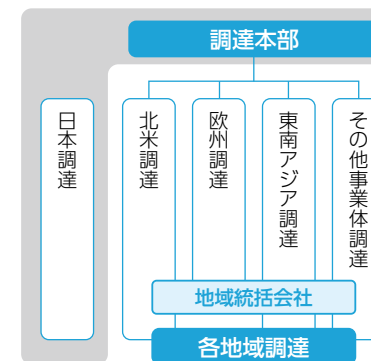 調達本部
日本調達
北米調達
欧州調達
東南アジア調達
その他事業体調達
地域統括会社
各地域調達